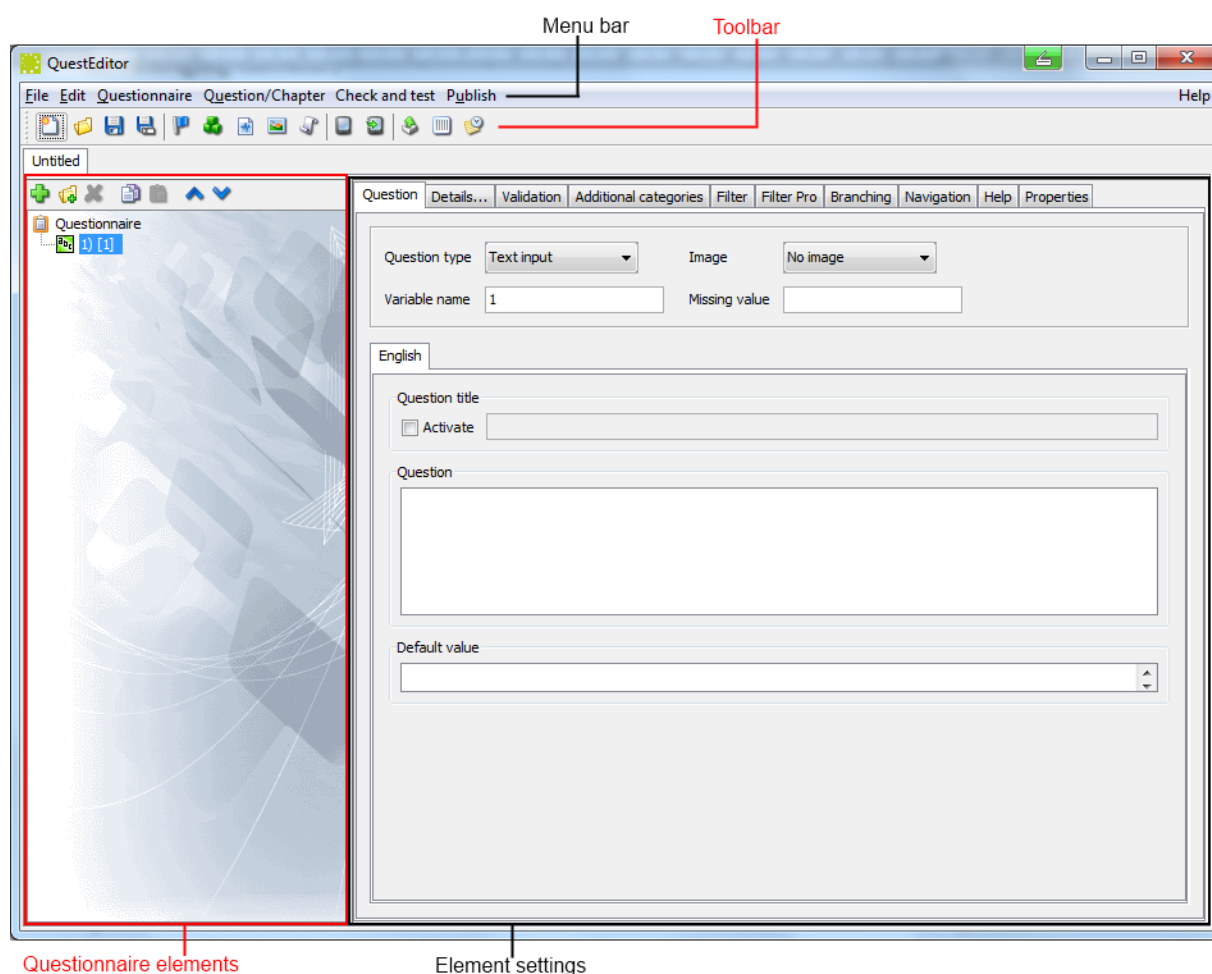 Menu bar Toolbar
QuestEditor
File Edit Questionnaire Question/Chapter Check and test Publish Help
Untitled
Question Details... Validation Additional categories Filter Filter Pro Branching Navigation Help Properties
Questionnaire
1) [1]
Question type Text input Image No image
Variable name 1 Missing value
English
Question title
Activate
Question
Default value
Questionnaire elements Element settings